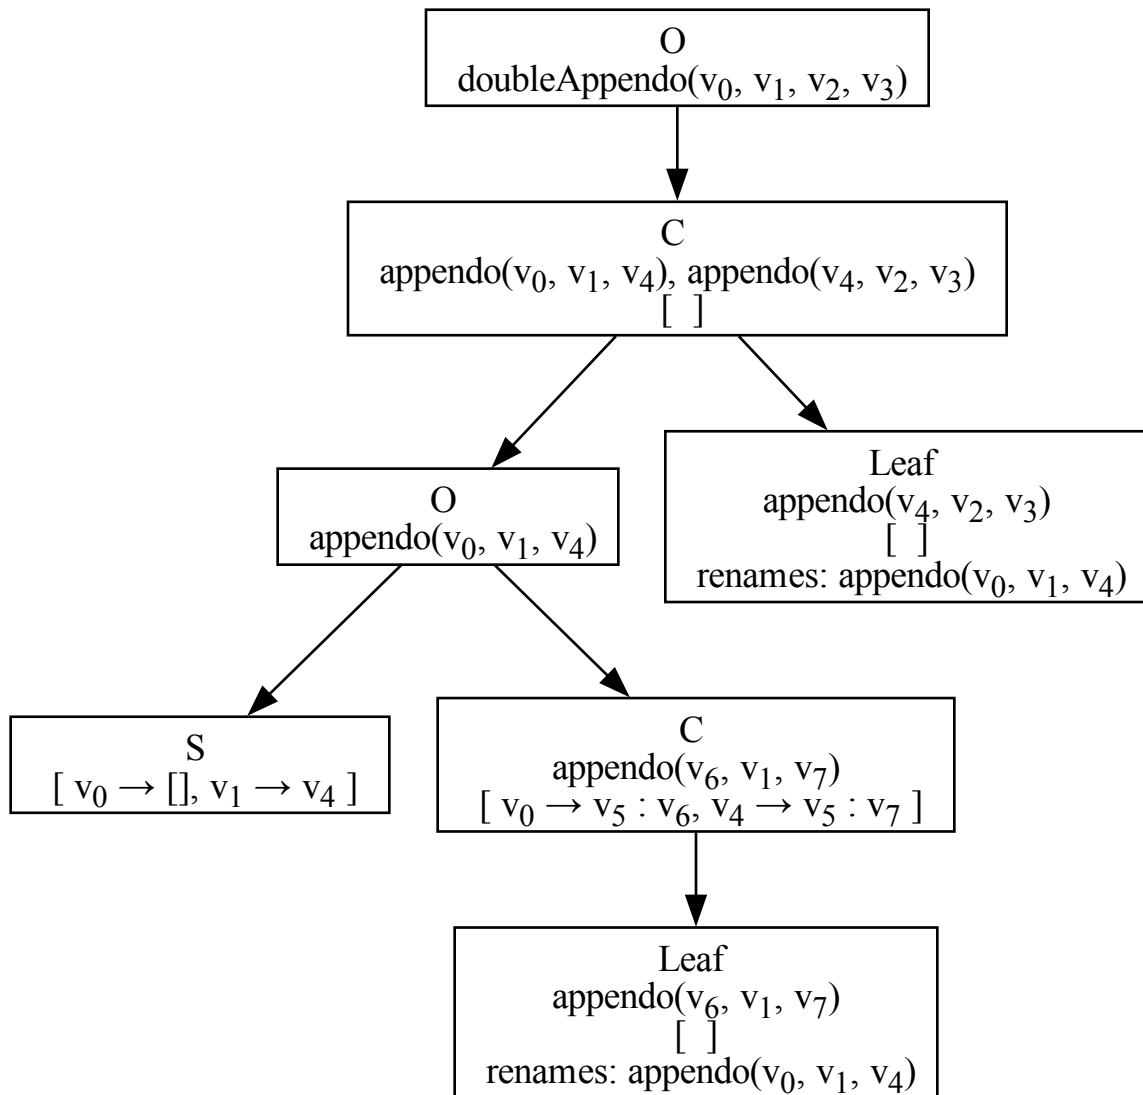 O
doubleAppendo(v₀, v₁, v₂, v₃)
C
appendo(v₀, v₁, v₄), appendo(v₄, v₂, v₃)
[ ]
O
appendo(v₀, v₁, v₄)
Leaf
appendo(v₄, v₂, v₃)
[ ]
renames: appendo(v₀, v₁, v₄)
S
[ v₀ → [], v₁ → v₄ ]
C
appendo(v₆, v₁, v₇)
[ v₀ → v₅ : v₆, v₄ → v₅ : v₇ ]
Leaf
appendo(v₆, v₁, v₇)
[ ]
renames: appendo(v₀, v₁, v₄)